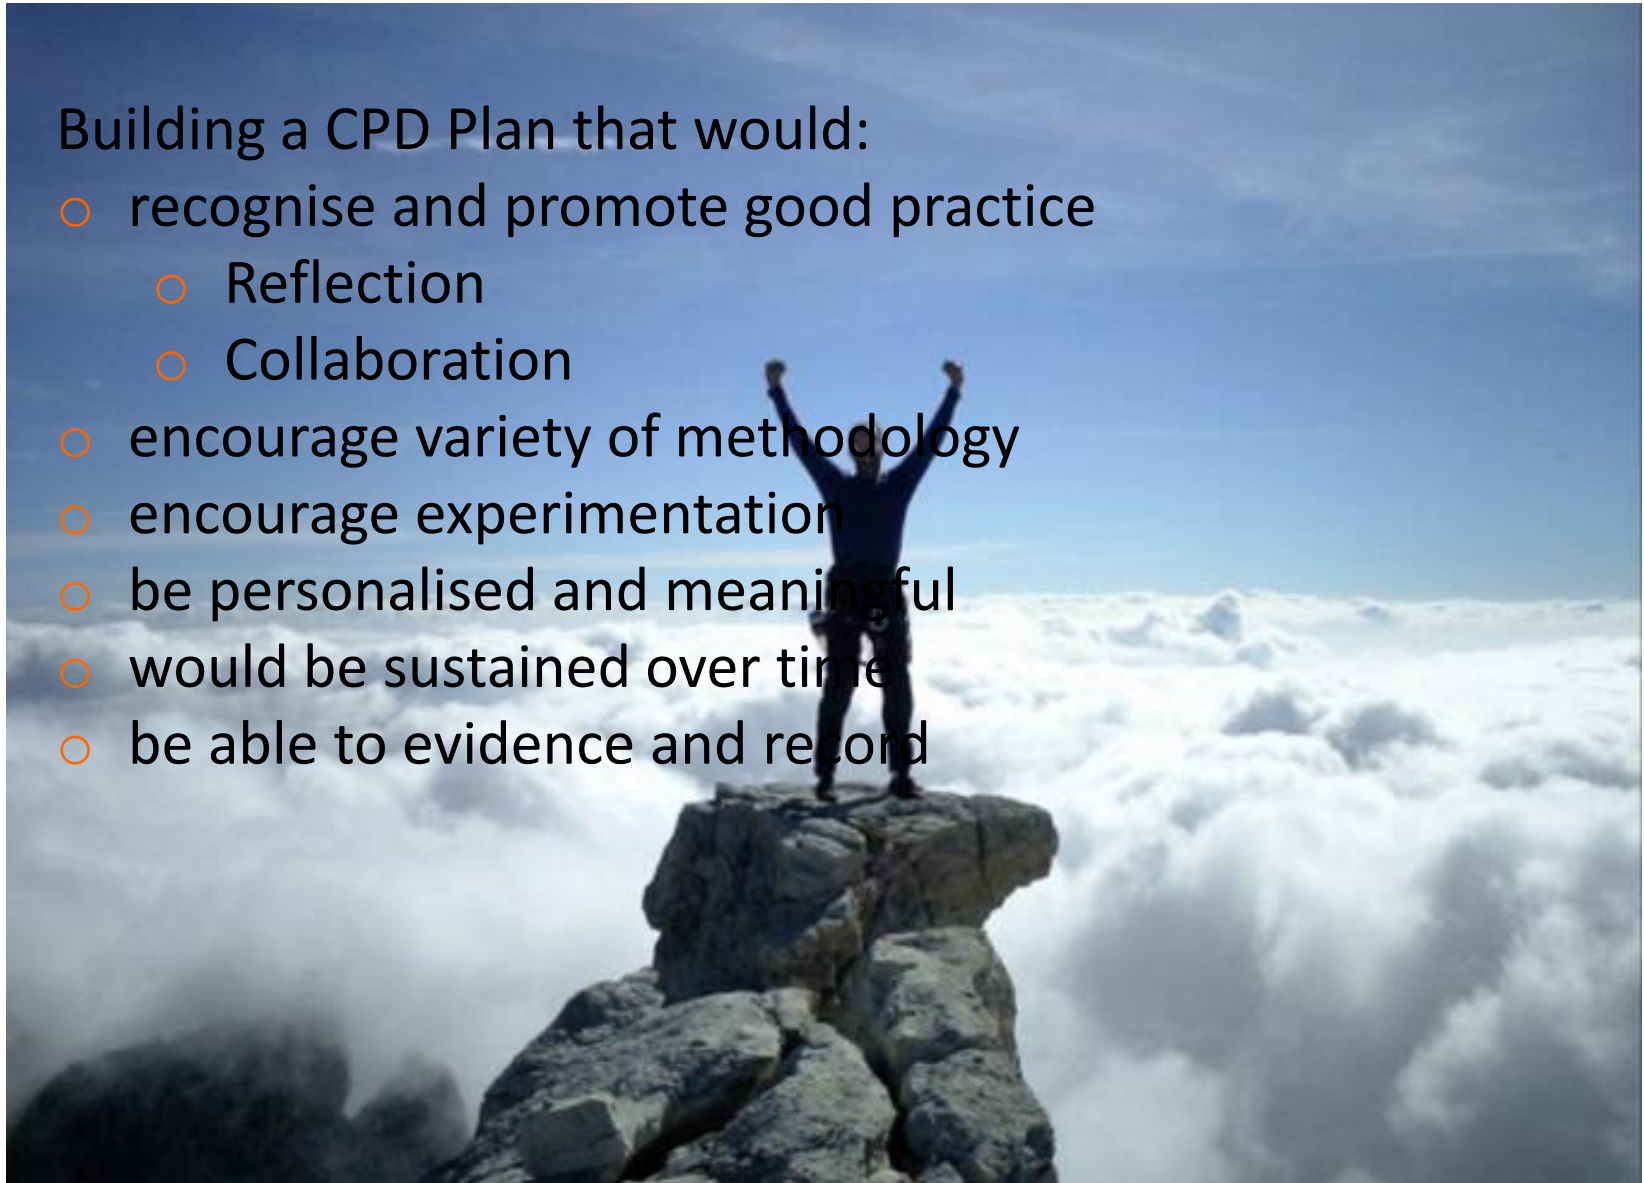 Building a CPD Plan that would:
o recognise and promote good practice
o Reflection
o Collaboration
o encourage variety of methodology
o encourage experimentation
o be personalised and meaningful
o would be sustained over time
o be able to evidence and record